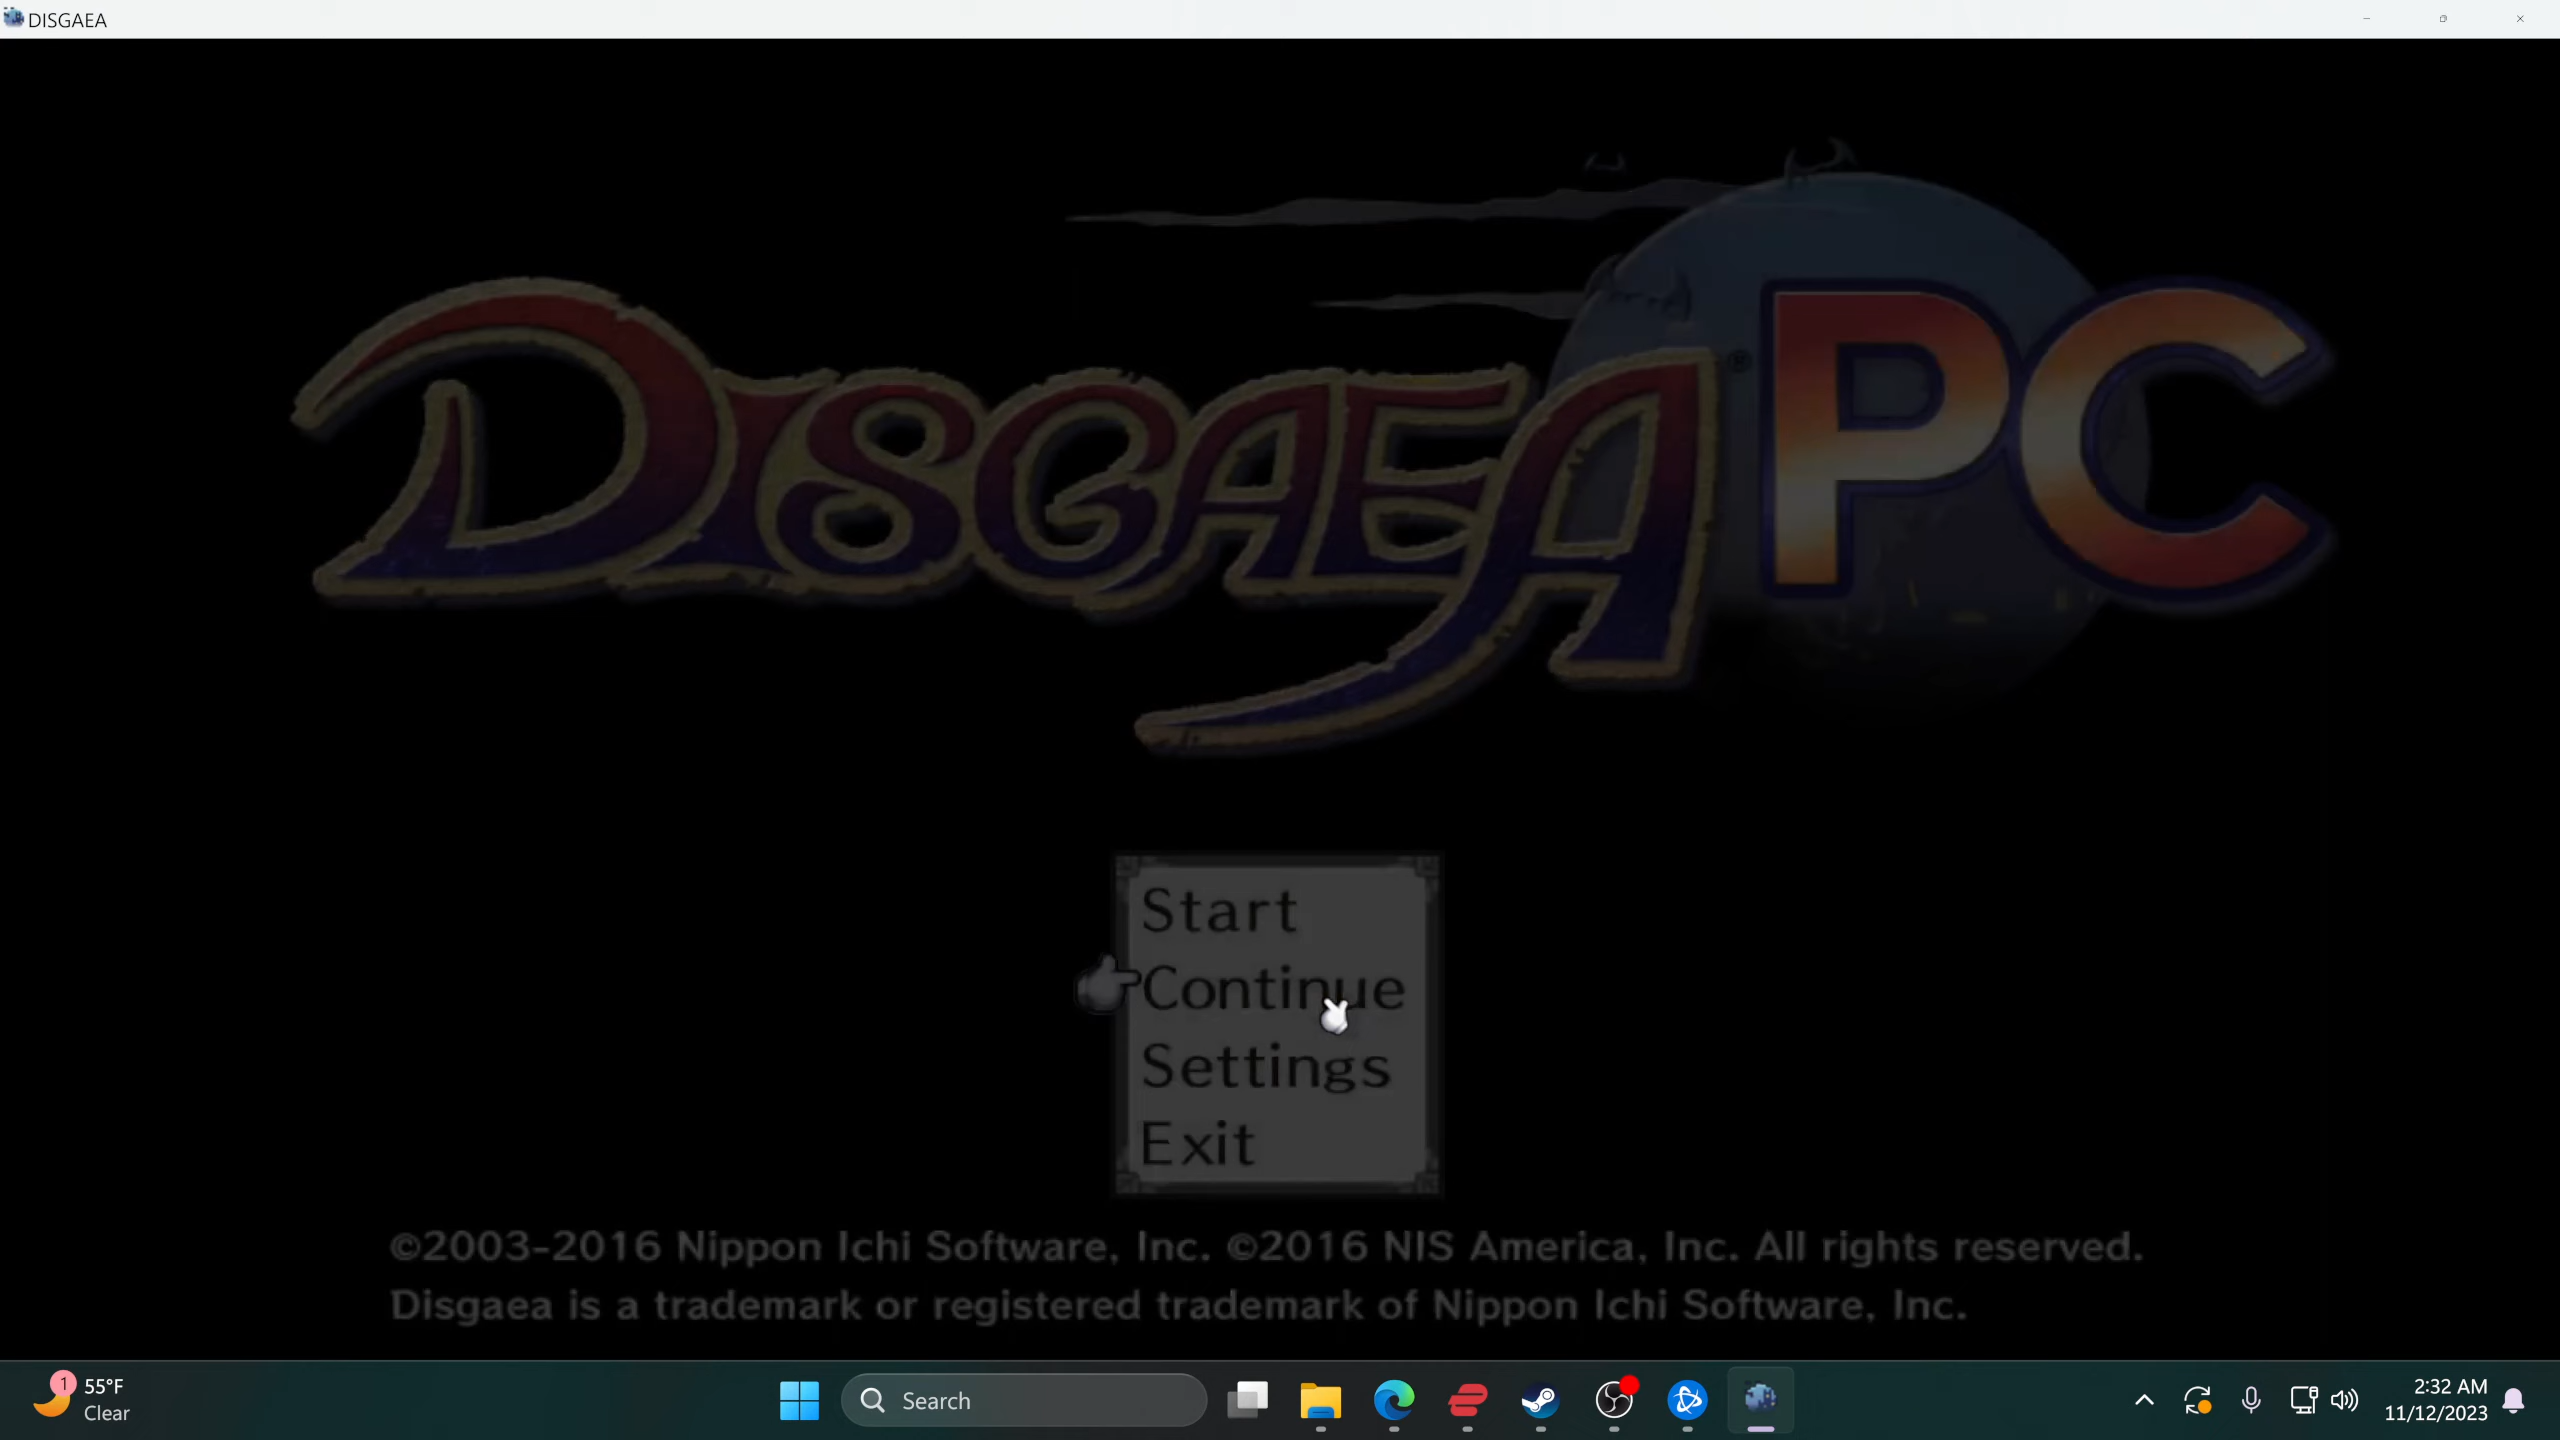 DISGAEA
DISGAEA® PC
Start
Continue
Settings
Exit
©2003-2016 Nippon Ichi Software, Inc. ©2016 NIS America, Inc. All rights reserved.
Disgaea is a trademark or registered trademark of Nippon Ichi Software, Inc.
1
55°F
Clear
Search
2:32 AM
11/12/2023